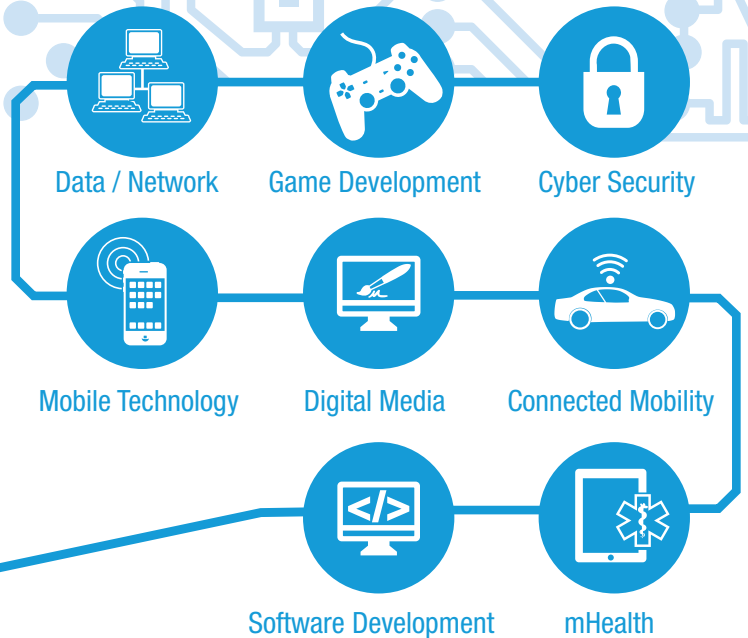 Data / Network
Game Development
Cyber Security
Mobile Technology
Digital Media
Connected Mobility
</>
Software Development
mHealth